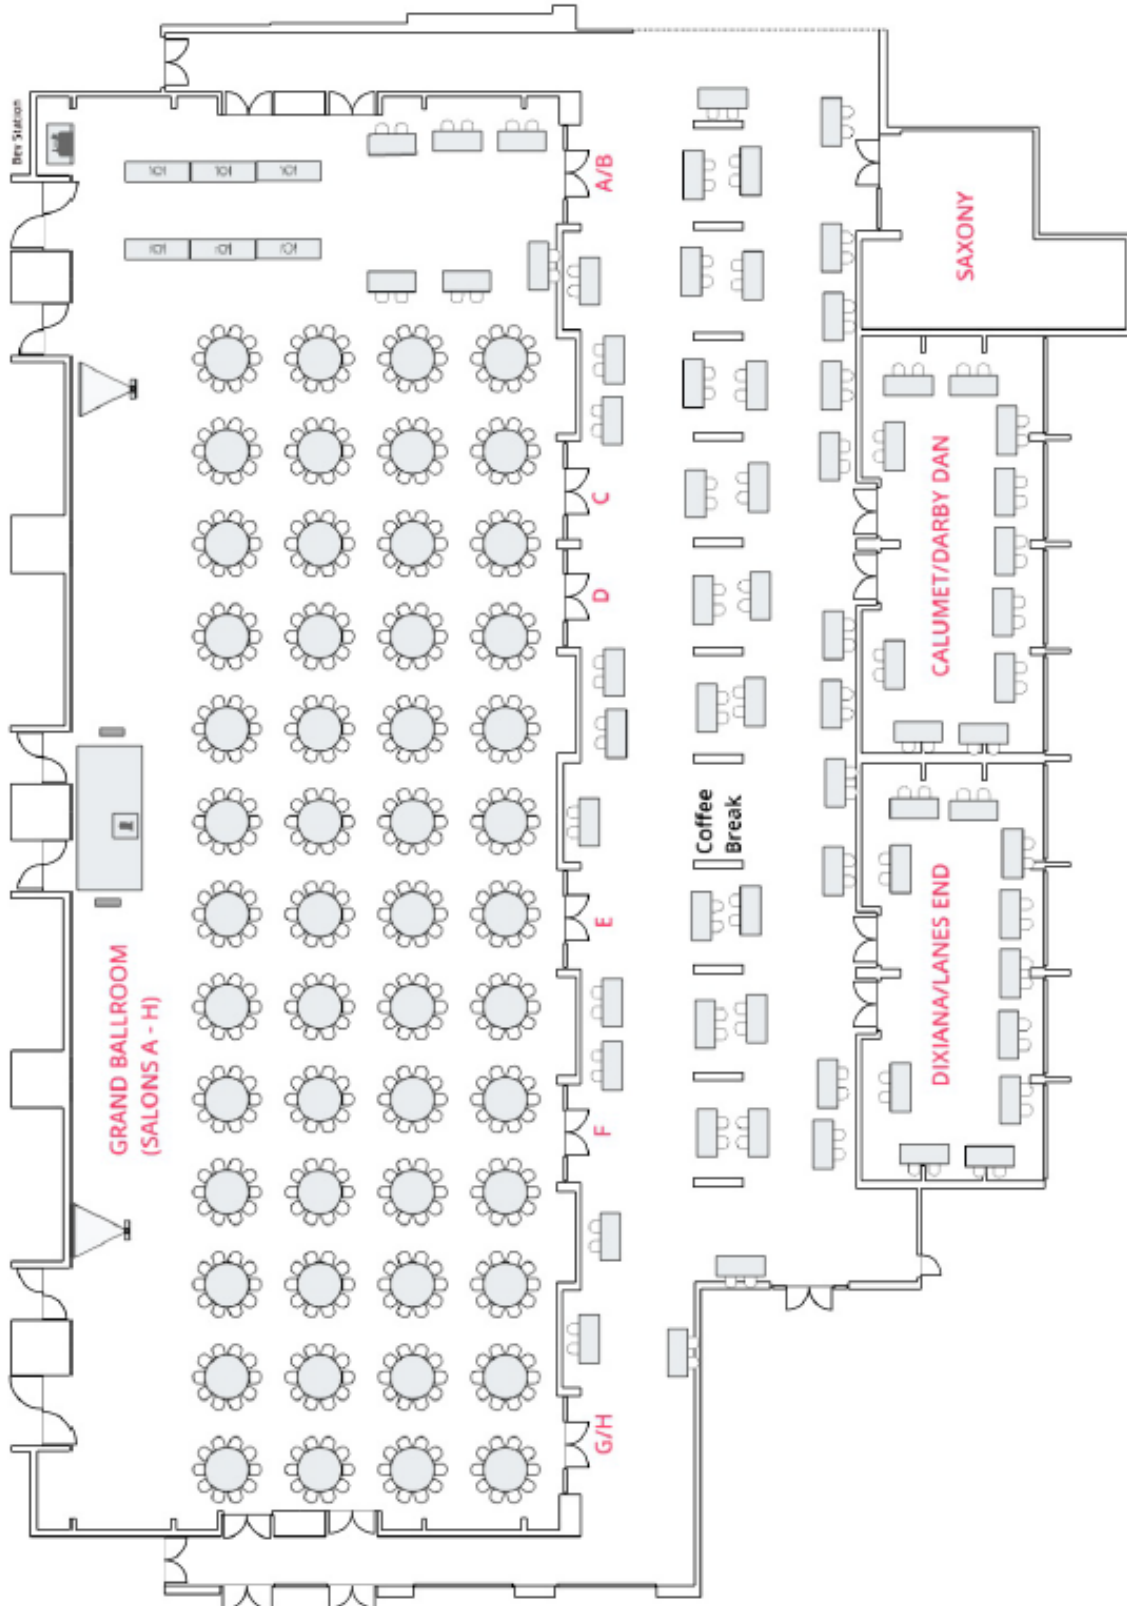 Bev Station
A/B
SAXONY
C
D
CALUMET/DARBY DAN
Coffee
Break
E
GRAND BALLROOM
(SALONS A - H)
DIXIANA/LANES END
F
G/H